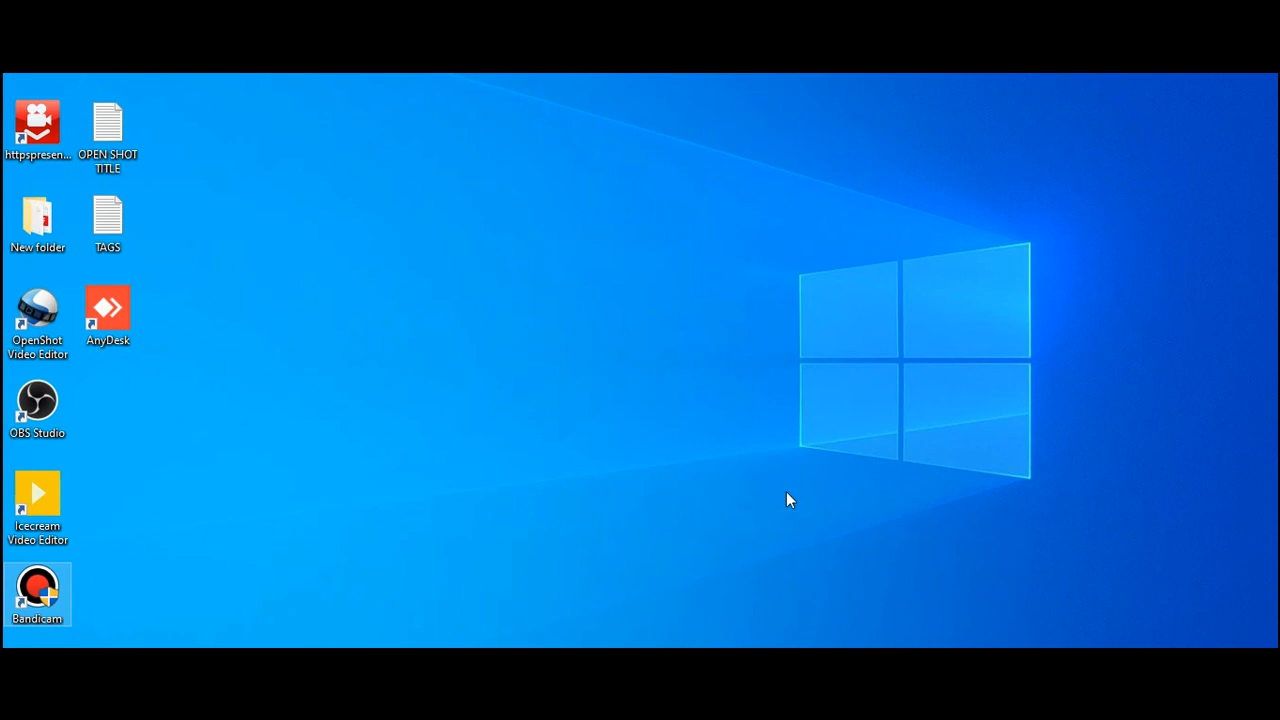 httpspresen...
OPEN SHOT
TITLE
New folder
TAGS
OpenShot
Video Editor
AnyDesk
OBS Studio
Icecream
Video Editor
Bandicam